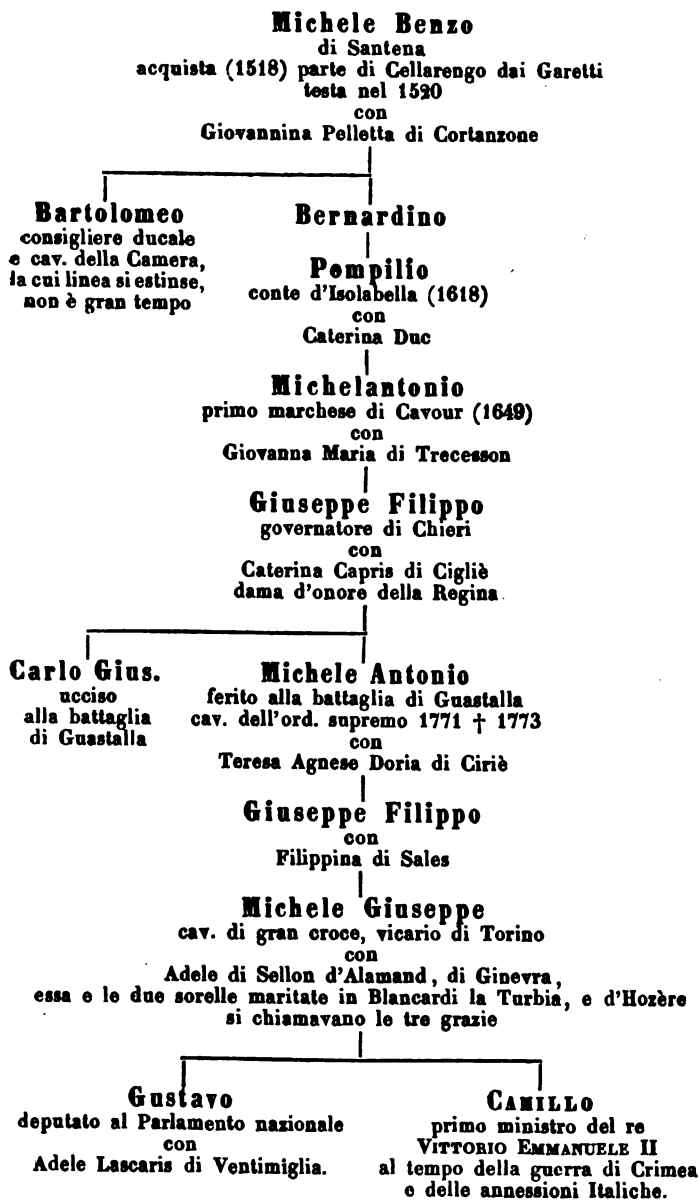 Michele Benzo
di Santena
acquista (1518) parte di Cellarengo dai Garetti
testa nel 1520
con
Giovannina Pelletta di Cortanzone
Bartolomeo
consigliere ducale
e cav. della Camera,
la cui linea si estinse,
non è gran tempo
Bernardino
Pompilio
conte d'Isolabella (1618)
con
Caterina Duc
Michelantonio
primo marchese di Cavour (1649)
con
Giovanna Maria di Trecesson
Giuseppe Filippo
governatore di Chieri
con
Caterina Capris di Cigliè
dama d'onore della Regina
Carlo Gius.
ucciso
alla battaglia
di Guastalla
Michele Antonio
ferito alla battaglia di Guastalla
cav. dell'ord. supremo 1771 † 1773
con
Teresa Agnese Doria di Ciriè
Giuseppe Filippo
con
Filippina di Sales
Michele Giuseppe
cav. di gran croce, vicario di Torino
con
Adele di Sellon d'Alamand, di Ginevra,
essa e le due sorelle maritate in Blancardi la Turbia, e d'Hozère
si chiamavano le tre grazie
Gustavo
deputato al Parlamento nazionale
con
Adele Lascaris di Ventimiglia.
CAMILLO
primo ministro del re
VITTORIO EMMANUELE II
al tempo della guerra di Crimea
e delle annessioni Italiche.